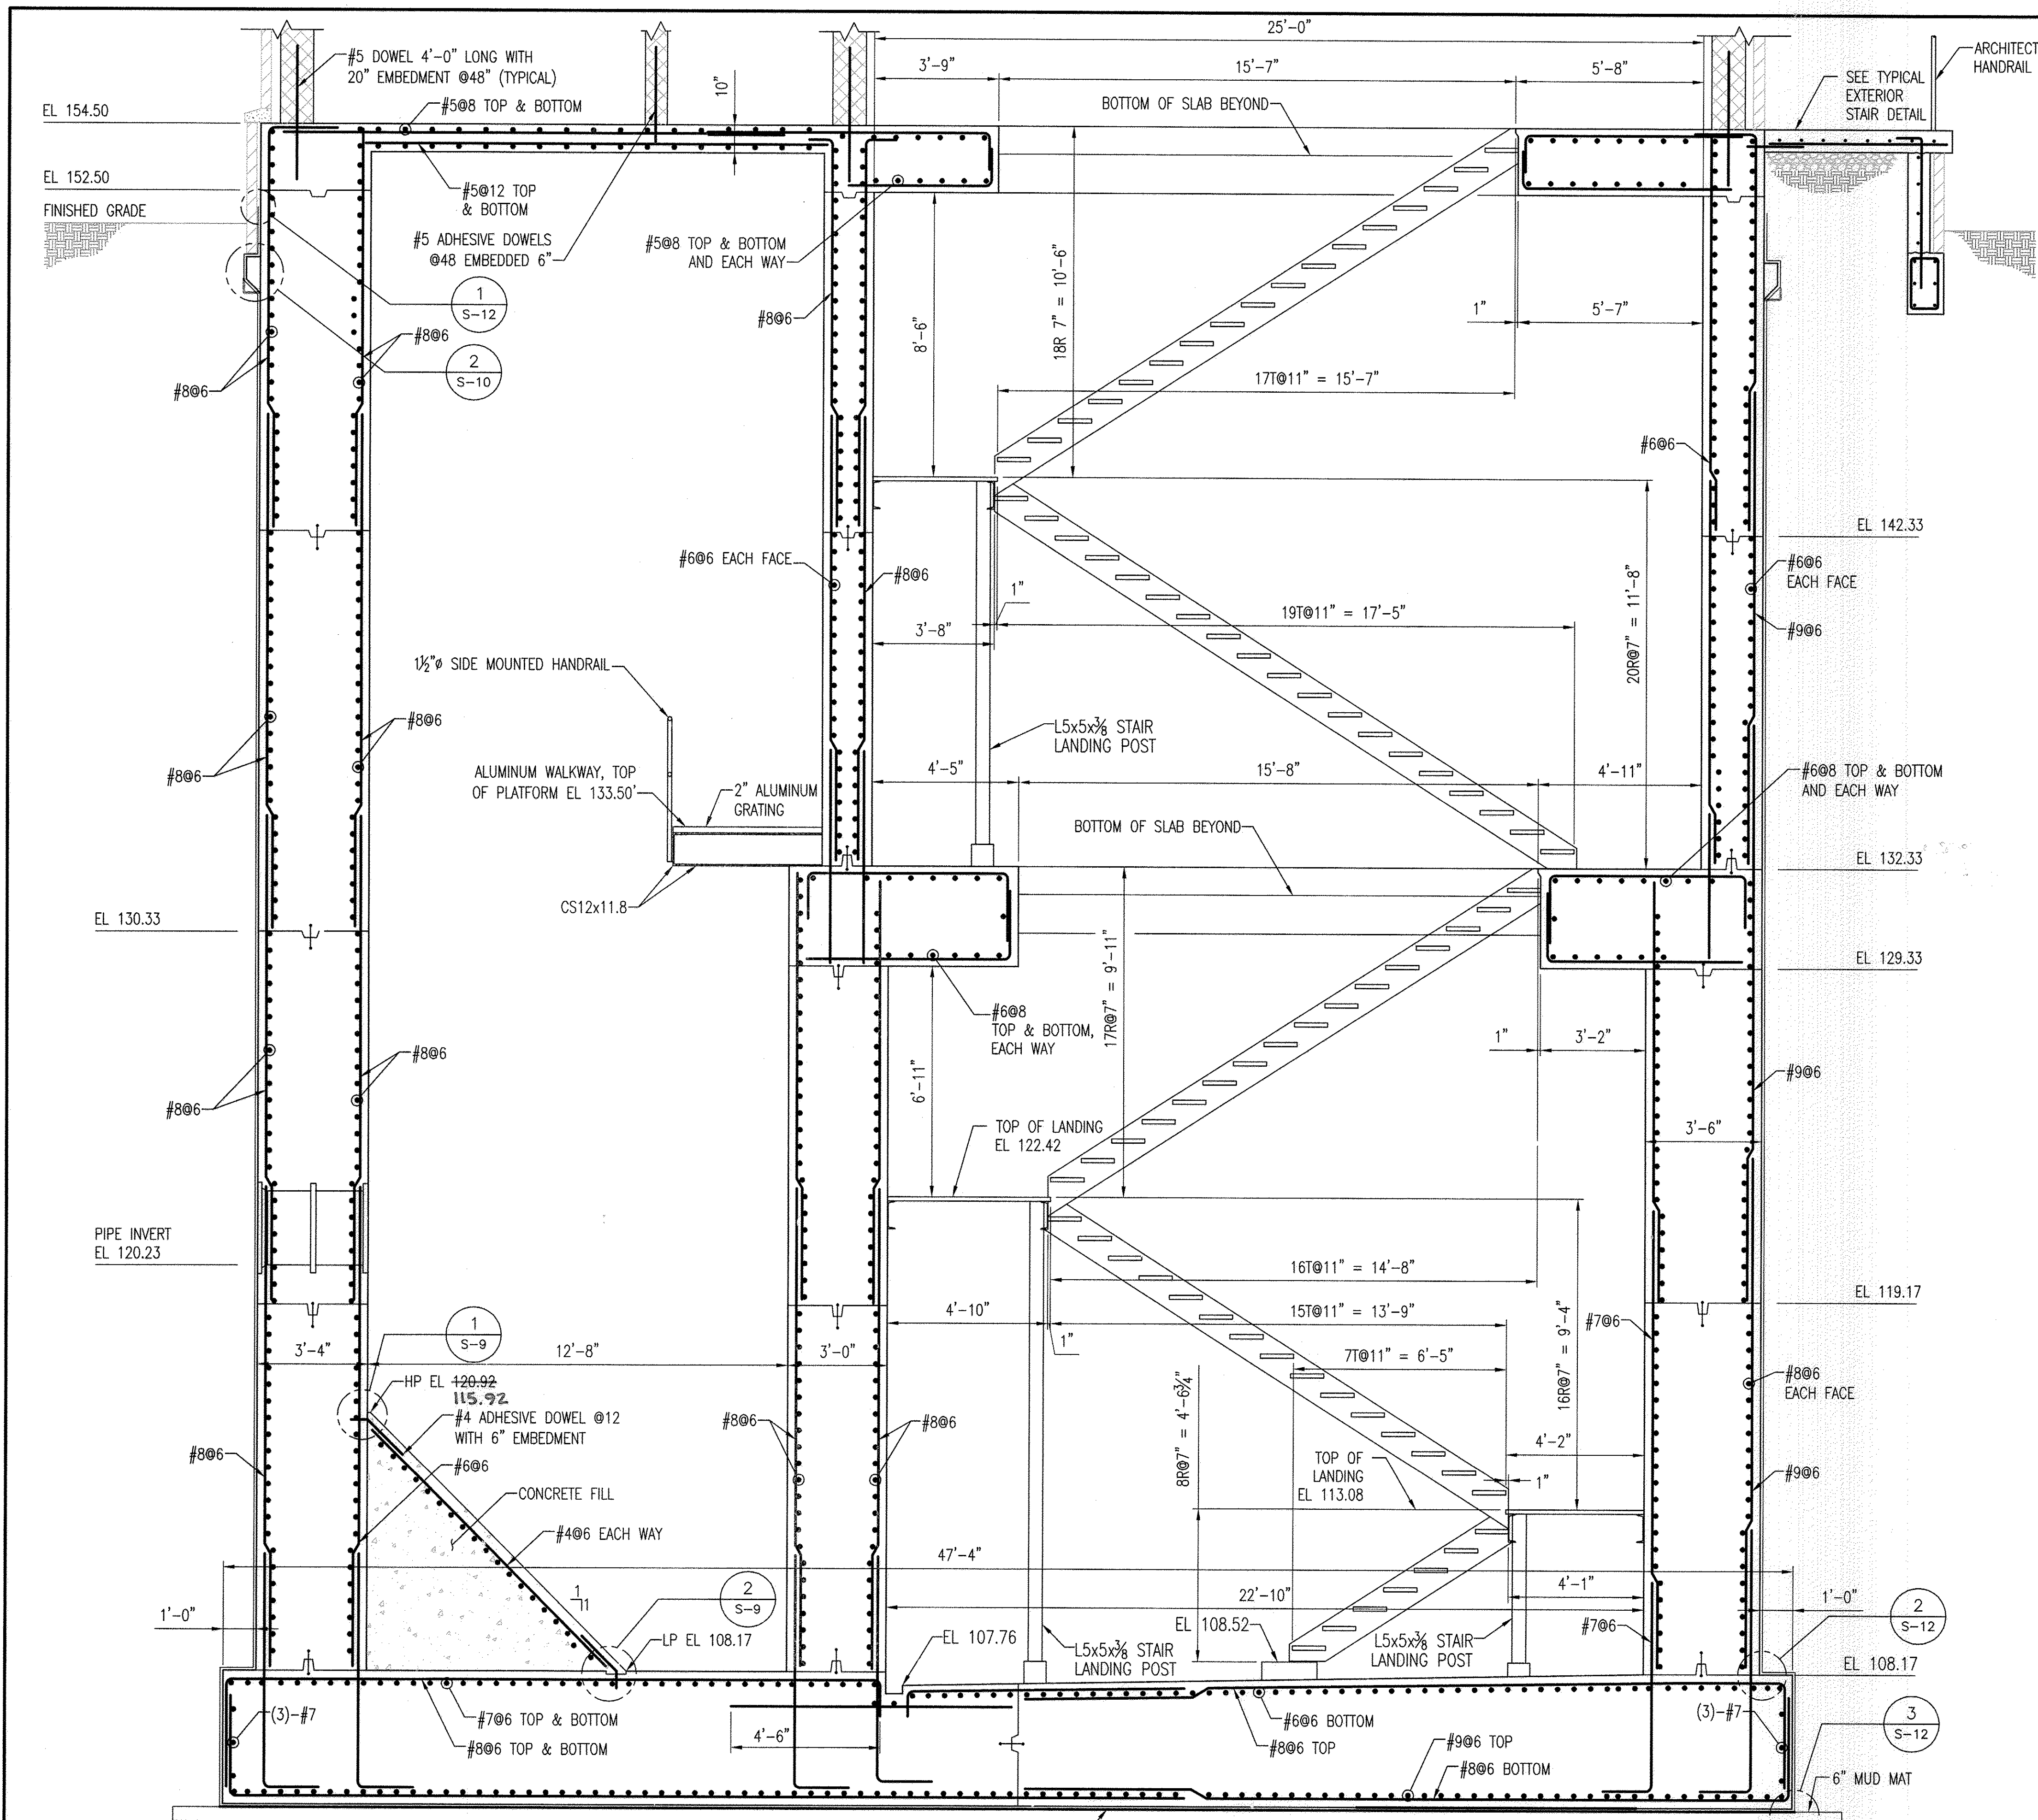 25'-0"
#5 DOWEL 4'-0" LONG WITH
20" EMBEDMENT @48" (TYPICAL)
3'-9"
15'-7"
5'-8"
ARCHITECT
HANDRAIL
SEE TYPICAL
EXTERIOR
STAIR DETAIL
10"
EL 154.50
#5@8 TOP & BOTTOM
BOTTOM OF SLAB BEYOND
EL 152.50
#5@12 TOP
& BOTTOM
FINISHED GRADE
#5 ADHESIVE DOWELS
@48 EMBEDDED 6"
#5@8 TOP & BOTTOM
AND EACH WAY
1
S-12
#8@6
8'-6"
18R 7" = 10'-6"
1"
5'-7"
#8@6
2
S-10
#8@6
17T@11" = 15'-7"
#6@6
EL 142.33
#6@6 EACH FACE
#8@6
#6@6
EACH FACE
1"
19T@11" = 17'-5"
3'-8"
20R@7" = 11'-8"
#9@6
1½"ø SIDE MOUNTED HANDRAIL
#8@6
L5x5x⅜ STAIR
LANDING POST
#8@6
ALUMINUM WALKWAY, TOP
OF PLATFORM EL 133.50'
2" ALUMINUM
GRATING
4'-5"
15'-8"
4'-11"
#6@8 TOP & BOTTOM
AND EACH WAY
BOTTOM OF SLAB BEYOND
EL 132.33
CS12x11.8
EL 130.33
17R@7" = 9'-11"
EL 129.33
#6@8
TOP & BOTTOM,
EACH WAY
1"
3'-2"
#8@6
#8@6
6'-11"
#9@6
TOP OF LANDING
EL 122.42
3'-6"
PIPE INVERT
EL 120.23
16T@11" = 14'-8"
EL 119.17
4'-10"
15T@11" = 13'-9"
1"
16R@7" = 9'-4"
#7@6
1
S-9
3'-4"
12'-8"
3'-0"
7T@11" = 6'-5"
HP EL 120.92
115.92
#8@6
EACH FACE
#4 ADHESIVE DOWEL @12
WITH 6" EMBEDMENT
#8@6
#8@6
8R@7" = 4'-6¾"
4'-2"
#8@6
#6@6
TOP OF
LANDING
EL 113.08
1"
#9@6
CONCRETE FILL
#4@6 EACH WAY
47'-4"
1
1
2
S-9
22'-10"
4'-1"
1'-0"
1'-0"
2
S-12
LP EL 108.17
EL 107.76
EL 108.52
#7@6
L5x5x⅜ STAIR
LANDING POST
L5x5x⅜ STAIR
LANDING POST
EL 108.17
(3)-#7
#7@6 TOP & BOTTOM
#8@6 TOP & BOTTOM
4'-6"
#6@6 BOTTOM
#8@6 TOP
(3)-#7
3
S-12
#9@6 TOP
#8@6 BOTTOM
6" MUD MAT